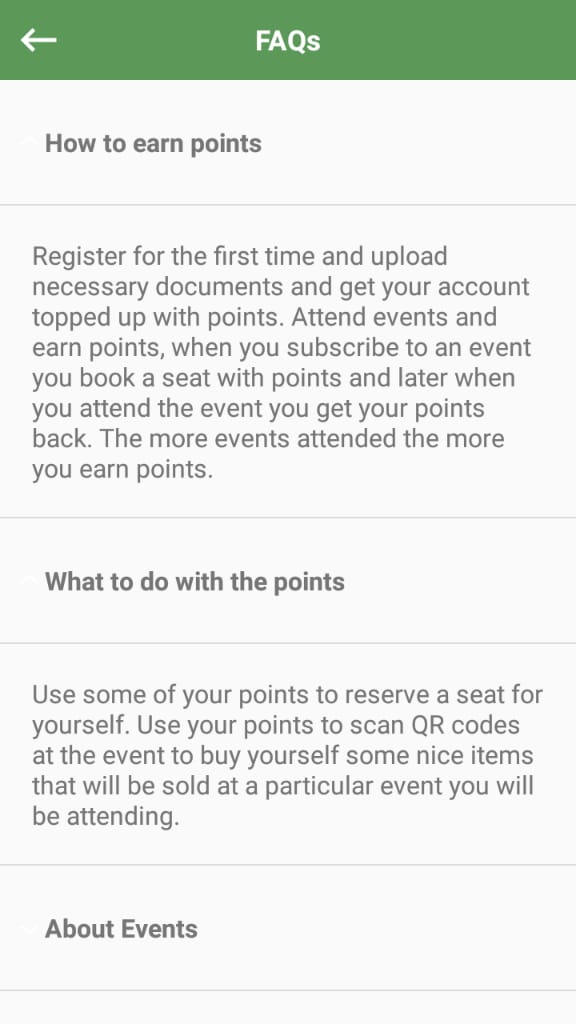 FAQs
How to earn points
Register for the first time and upload
necessary documents and get your account
topped up with points. Attend events and
earn points, when you subscribe to an event
you book a seat with points and later when
you attend the event you get your points
back. The more events attended the more
you earn points.
What to do with the points
Use some of your points to reserve a seat for
yourself. Use your points to scan QR codes
at the event to buy yourself some nice items
that will be sold at a particular event you will
be attending.
About Events